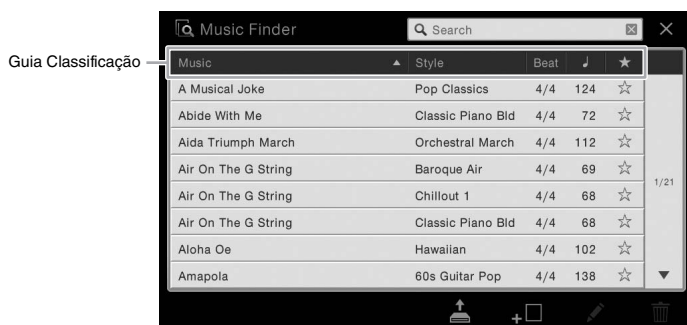 Music Finder
Search
Guia Classificação
Music Style Beat
A Musical Joke Pop Classics 4/4 124
Abide With Me Classic Piano Bld 4/4 72
Aida Triumph March Orchestral March 4/4 112
Air On The G String Baroque Air 4/4 69
Air On The G String Chillout 1 4/4 68
Air On The G String Classic Piano Bld 4/4 68
Aloha Oe Hawaiian 4/4 102
Amapola 60s Guitar Pop 4/4 138
1/21